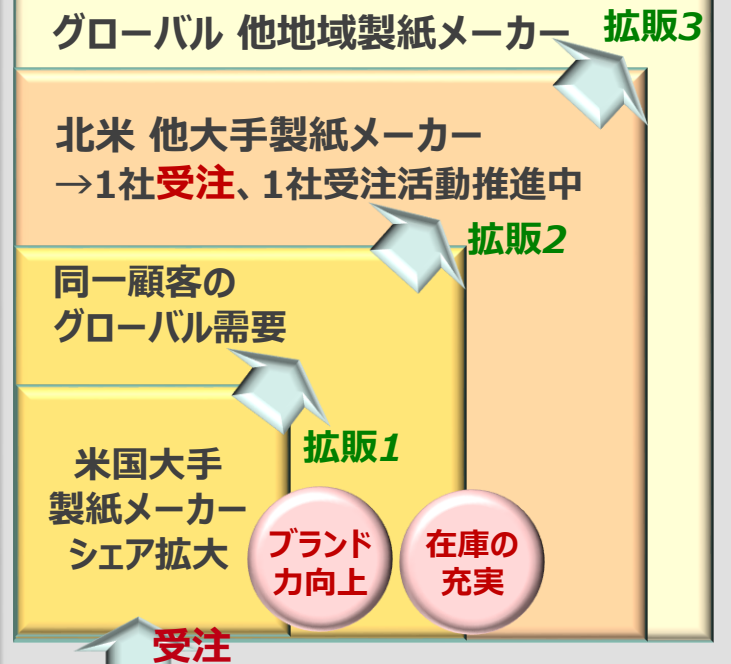 グローバル 他地域製紙メーカー
拡販3
北米 他大手製紙メーカー
→1社受注、1社受注活動推進中
拡販2
同一顧客の
グローバル需要
拡販1
米国大手
製紙メーカー
シェア拡大
ブランド
力向上
在庫の
充実
受注